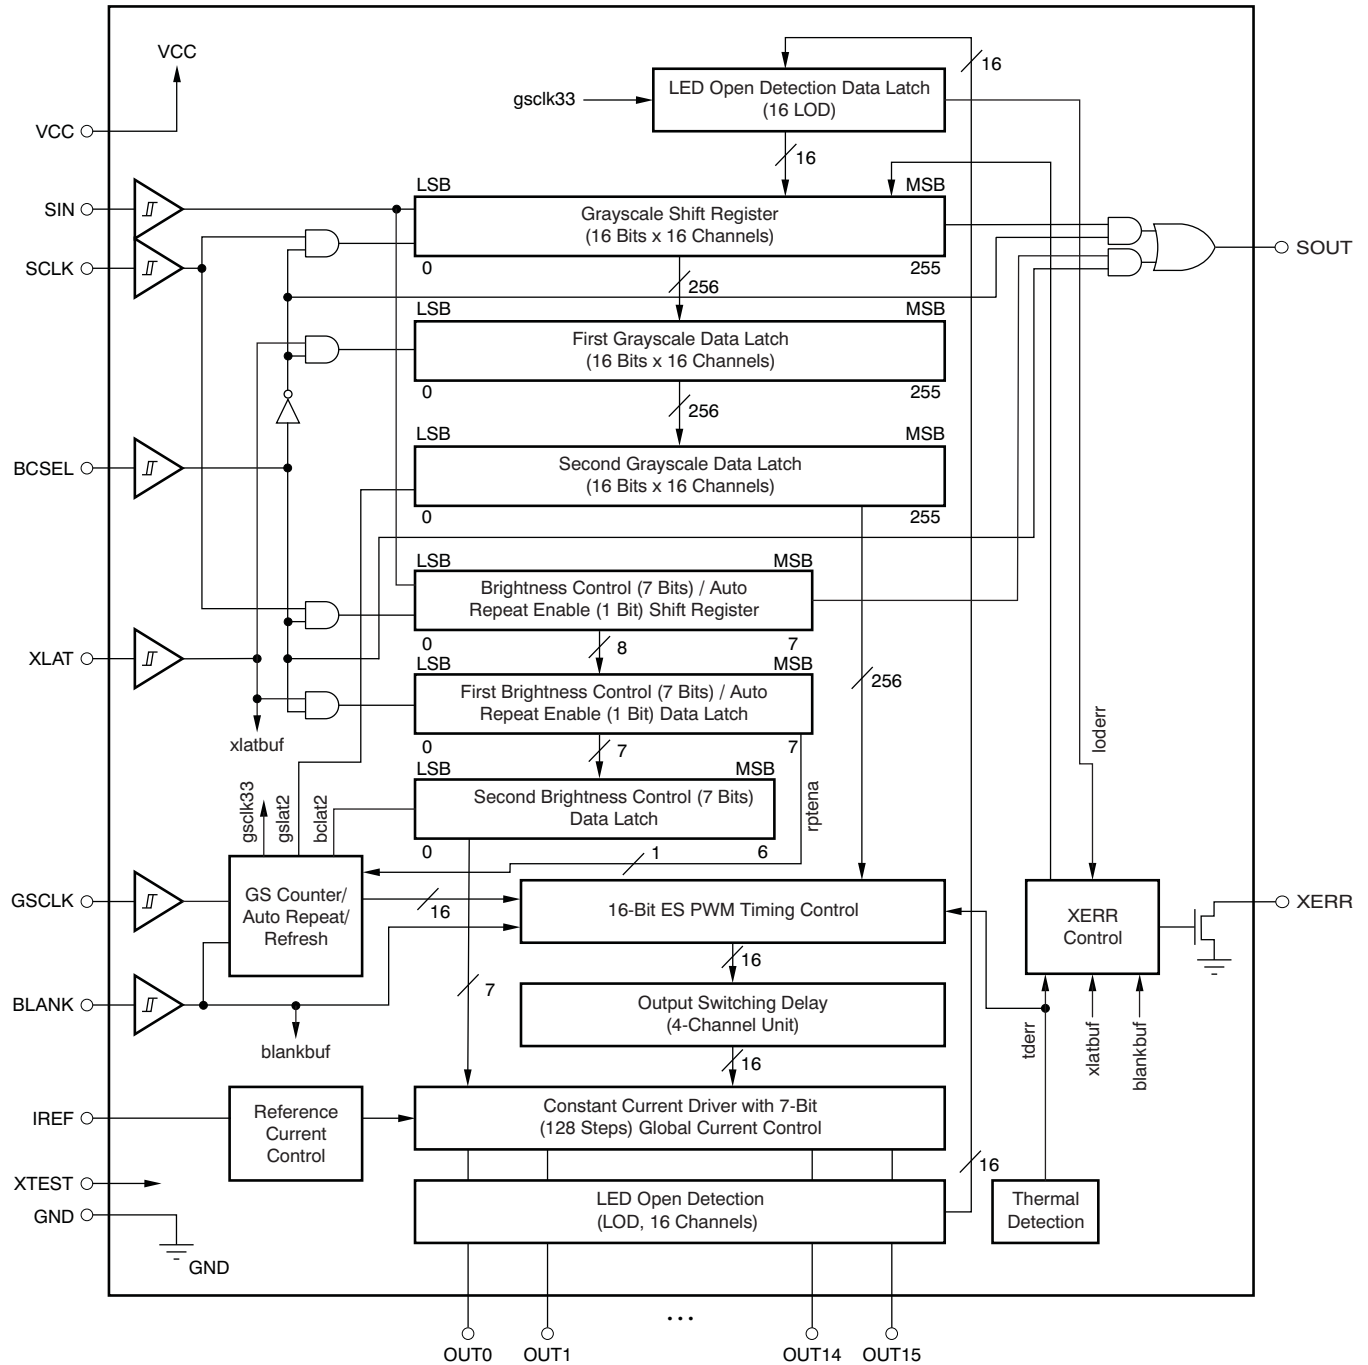 VCC
VCC
16
LED Open Detection Data Latch
(16 LOD)
gsclk33
16
LSB
MSB
SIN
Grayscale Shift Register
(16 Bits x 16 Channels)
SOUT
SCLK
0
255
256
LSB
MSB
First Grayscale Data Latch
(16 Bits x 16 Channels)
0
255
256
LSB
MSB
BCSEL
Second Grayscale Data Latch
(16 Bits x 16 Channels)
0
255
LSB
MSB
Brightness Control (7 Bits) / Auto
Repeat Enable (1 Bit) Shift Register
0
8
7
XLAT
LSB
MSB
256
First Brightness Control (7 Bits) / Auto
Repeat Enable (1 Bit) Data Latch
xlatbuf
0
7
7
loderr
LSB
MSB
gsclk33
gslat2
bclat2
Second Brightness Control (7 Bits)
Data Latch
rptena
0
1
6
GSCLK
GS Counter/
Auto Repeat/
Refresh
16
16-Bit ES PWM Timing Control
XERR
Control
XERR
16
BLANK
7
Output Switching Delay
(4-Channel Unit)
blankbuf
tderr
xlatbuf
blankbuf
16
IREF
Reference
Current
Control
Constant Current Driver with 7-Bit
(128 Steps) Global Current Control
16
XTEST
LED Open Detection
(LOD, 16 Channels)
Thermal
Detection
GND
GND
...
OUT0
OUT1
OUT14
OUT15